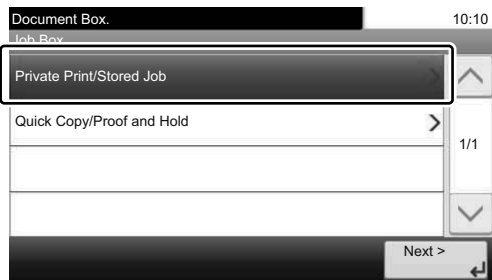 Document Box.
10:10
Job Box
Private Print/Stored Job
Quick Copy/Proof and Hold
1/1
Next >